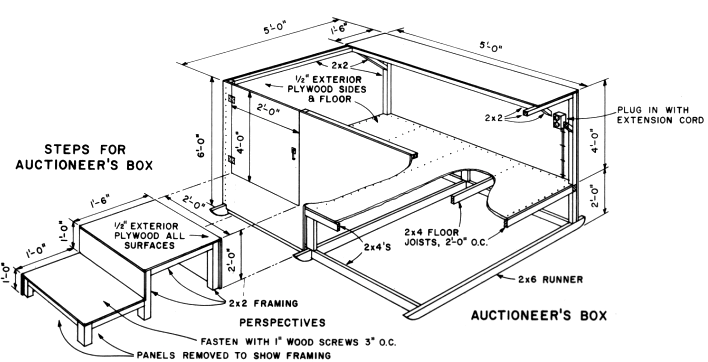 5'-0"
1'-6"
5'-0"
2x2
1/2" EXTERIOR
PLYWOOD SIDES
& FLOOR
2'-0"
4'-0"
6'-0"
2x2
PLUG IN WITH
EXTENSION CORD
4'-0"
2'-0"
STEPS FOR
AUCTIONEER'S BOX
1'-6"
2'-0"
1/2" EXTERIOR
PLYWOOD ALL
SURFACES
1'-0"
1'-0"
1'-0"
2'-0"
2x4'S
2x4 FLOOR
JOISTS, 2'-0" O.C.
2x6 RUNNER
2x2 FRAMING
PERSPECTIVES
AUCTIONEER'S BOX
FASTEN WITH 1" WOOD SCREWS 3" O.C.
PANELS REMOVED TO SHOW FRAMING